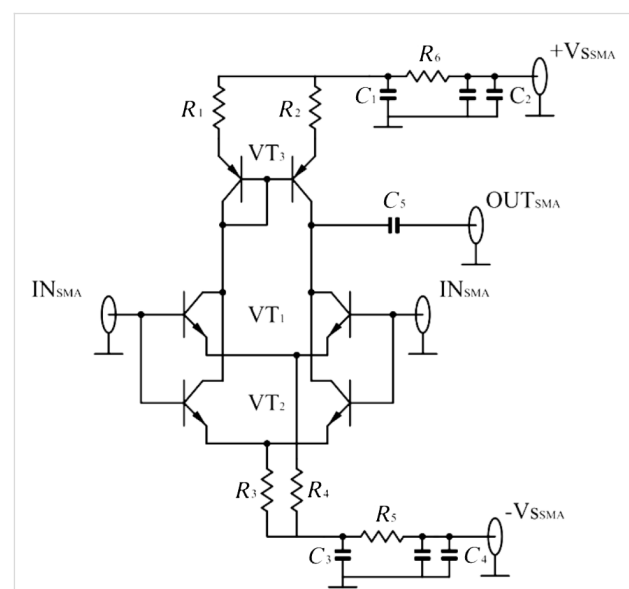 +VSSMA
R6
C1
C2
R1
R2
VT3
C5
OUTSMA
INSMA
VT1
INSMA
VT2
R3
R4
R5
-VSSMA
C3
C4